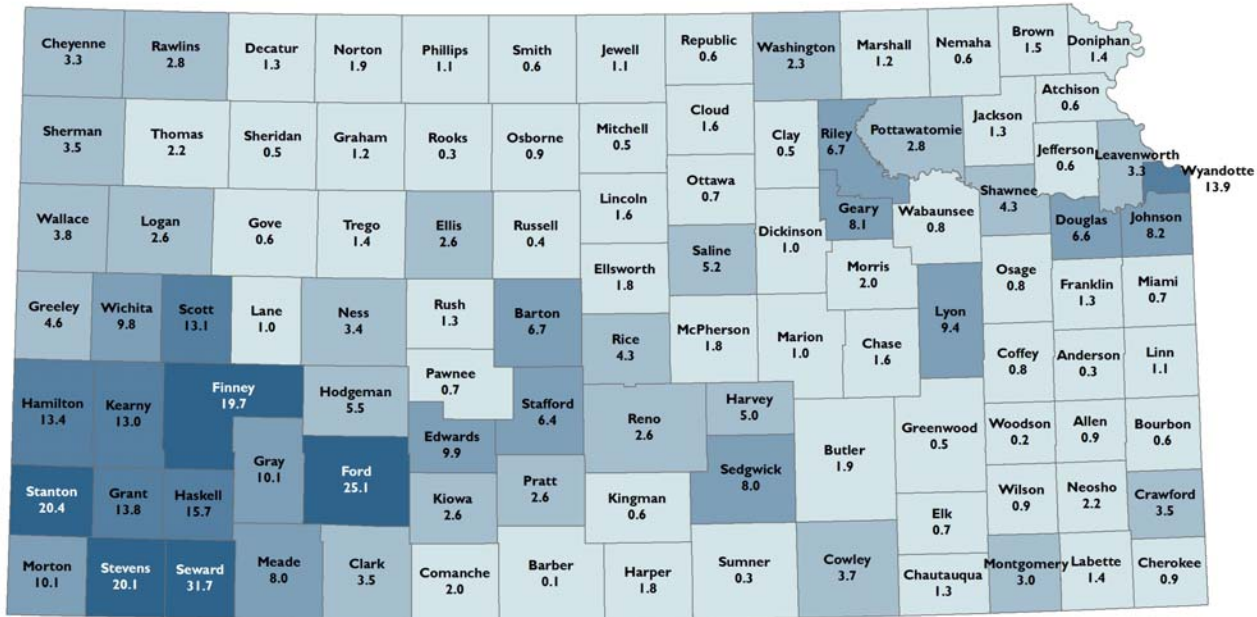 Cheyenne
3.3
Rawlins
2.8
Decatur
1.3
Norton
1.9
Phillips
1.1
Smith
0.6
Jewell
1.1
Republic
0.6
Washington
2.3
Marshall
1.2
Nemaha
0.6
Brown
1.5
Doniphan
1.4
Atchison
0.6
Sherman
3.5
Thomas
2.2
Sheridan
0.5
Graham
1.2
Rooks
0.3
Osborne
0.9
Mitchell
0.5
Cloud
1.6
Clay
0.5
Riley
6.7
Pottawatomie
2.8
Jackson
1.3
Jefferson
0.6
Leavenworth
3.3
Wyandotte
13.9
Wallace
3.8
Logan
2.6
Gove
0.6
Trego
1.4
Ellis
2.6
Russell
0.4
Lincoln
1.6
Ottawa
0.7
Saline
5.2
Dickinson
1.0
Geary
8.1
Wabaunsee
0.8
Shawnee
4.3
Douglas
6.6
Johnson
8.2
Greeley
4.6
Wichita
9.8
Scott
13.1
Lane
1.0
Ness
3.4
Rush
1.3
Barton
6.7
Ellsworth
1.8
Rice
4.3
McPherson
1.8
Marion
1.0
Morris
2.0
Chase
1.6
Lyon
9.4
Osage
0.8
Franklin
1.3
Miami
0.7
Coffey
0.8
Anderson
0.3
Linn
1.1
Hamilton
13.4
Kearny
13.0
Finney
19.7
Hodgeman
5.5
Pawnee
0.7
Edwards
9.9
Stafford
6.4
Reno
2.6
Harvey
5.0
Sedgwick
8.0
Butler
1.9
Greenwood
0.5
Woodson
0.2
Allen
0.9
Bourbon
0.6
Stanton
20.4
Grant
13.8
Haskell
15.7
Gray
10.1
Ford
25.1
Kiowa
2.6
Pratt
2.6
Kingman
0.6
Elk
0.7
Wilson
0.9
Neosho
2.2
Crawford
3.5
Morton
10.1
Stevens
20.1
Seward
31.7
Meade
8.0
Clark
3.5
Comanche
2.0
Barber
0.1
Harper
1.8
Sumner
0.3
Cowley
3.7
Chautauqua
1.3
Montgomery
3.0
Labette
1.4
Cherokee
0.9